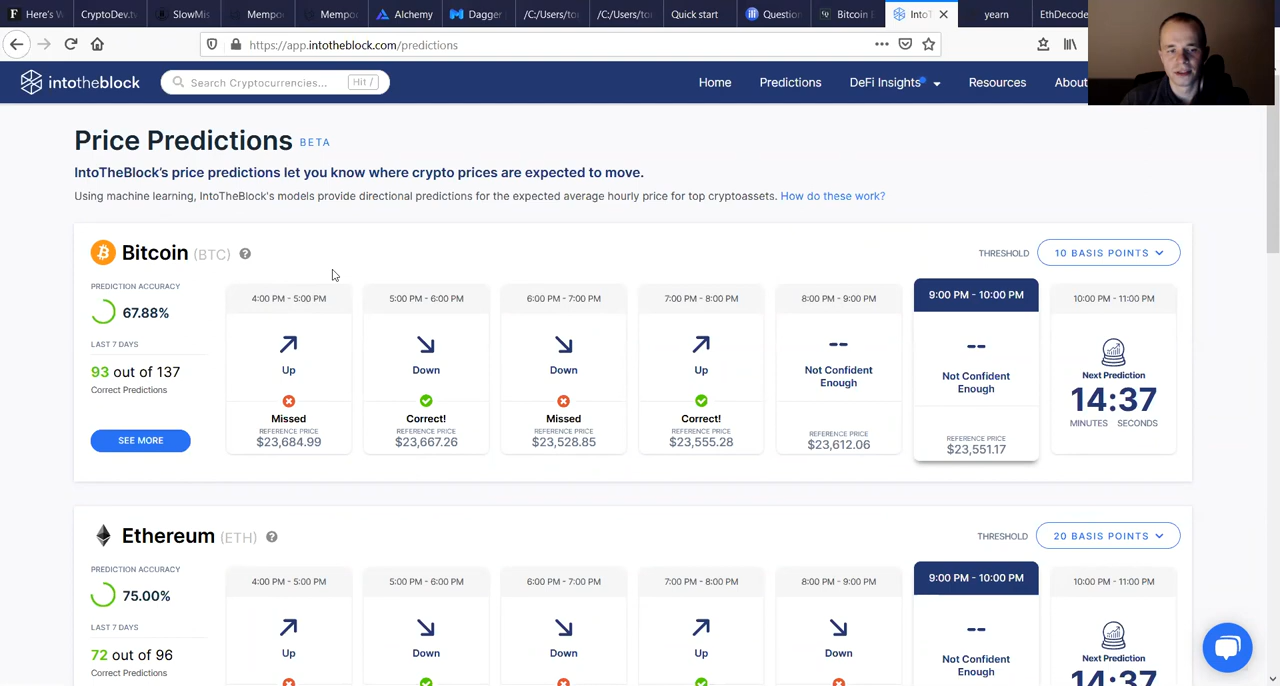 Here's W
CryptoDev.tv
SlowMis
Mempo
Mempo
Alchemy
Dagger
/C:/Users/to
/C:/Users/to
Quick start
Question
Bitcoin E
IntoT
yearn
EthDecode
https://app.intotheblock.com/predictions
intotheblock
Search Cryptocurrencies...
Hit /
Home
Predictions
DeFi Insights
Resources
About
Price Predictions BETA
IntoTheBlock's price predictions let you know where crypto prices are expected to move.
Using machine learning, IntoTheBlock's models provide directional predictions for the expected average hourly price for top cryptoassets. How do these work?
Bitcoin (BTC) ?
THRESHOLD
10 BASIS POINTS
PREDICTION ACCURACY
67.88%
LAST 7 DAYS
93 out of 137
Correct Predictions
SEE MORE
4:00 PM - 5:00 PM
Up
Missed
REFERENCE PRICE
$23,684.99
5:00 PM - 6:00 PM
Down
Correct!
REFERENCE PRICE
$23,667.26
6:00 PM - 7:00 PM
Down
Missed
REFERENCE PRICE
$23,528.85
7:00 PM - 8:00 PM
Up
Correct!
REFERENCE PRICE
$23,555.28
8:00 PM - 9:00 PM
--
Not Confident
Enough
REFERENCE PRICE
$23,612.06
9:00 PM - 10:00 PM
--
Not Confident
Enough
REFERENCE PRICE
$23,551.17
10:00 PM - 11:00 PM
Next Prediction
14:37
MINUTES SECONDS
Ethereum (ETH) ?
THRESHOLD
20 BASIS POINTS
PREDICTION ACCURACY
75.00%
LAST 7 DAYS
72 out of 96
Correct Predictions
4:00 PM - 5:00 PM
Up
5:00 PM - 6:00 PM
Down
6:00 PM - 7:00 PM
Down
7:00 PM - 8:00 PM
Up
8:00 PM - 9:00 PM
Down
9:00 PM - 10:00 PM
--
Not Confident
Enough
10:00 PM - 11:00 PM
Next Prediction
14:37